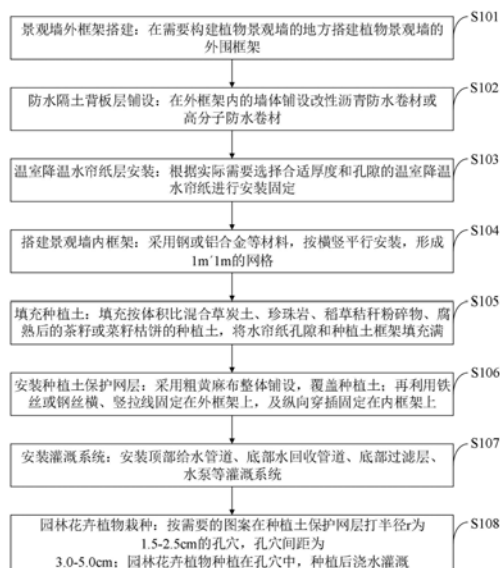 景观墙外框架搭建：在需要构建植物景观墙的地方搭建植物景观墙的
外围框架
S101
防水隔土背板层铺设：在外框架内的墙体铺设改性沥青防水卷材或
高分子防水卷材
S102
温室降温水帘纸层安装：根据实际需要选择合适厚度和孔隙的温室降温
水帘纸进行安装固定
S103
搭建景观墙内框架：采用钢或铝合金等材料，按横竖平行安装，形成
1m´1m的网格
S104
填充种植土：填充按体积比混合草炭土、珍珠岩、稻草秸秆粉碎物、腐
熟后的茶籽或菜籽枯饼的种植土，将水帘纸孔隙和种植土框架填充满
S105
安装种植土保护网层：采用粗黄麻布整体铺设，覆盖种植土；再利用铁
丝或钢丝横、竖拉线固定在外框架上，及纵向穿插固定在内框架上
S106
安装灌溉系统：安装顶部给水管道、底部水回收管道、底部过滤层、
水泵等灌溉系统
S107
园林花卉植物栽种：按需要的图案在种植土保护网层打半径r为
1.5-2.5cm的孔穴，孔穴间距为
3.0-5.0cm；园林花卉植物种植在孔穴中，种植后浇水灌溉
S108